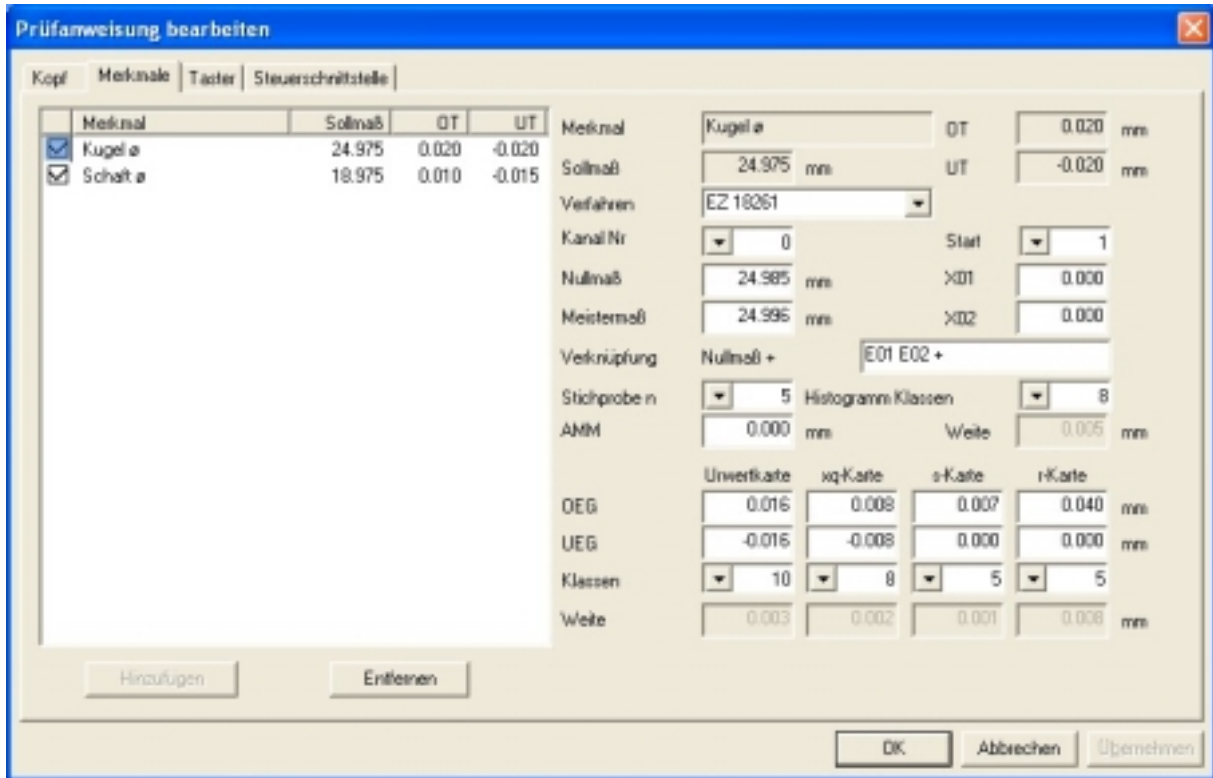 Prüfanweisung bearbeiten
Kopf Merkmale Taster Steuerschnittstelle
Merkmal Sollmaß OT UT
Kugel ø 24.975 0.020 -0.020
Schaft ø 18.975 0.010 -0.015
Merkmal Kugel ø OT 0.020 mm
Sollmaß 24.975 mm UT -0.020 mm
Verfahren EZ 18261
Kanal Nr 0 Start 1
Nullmaß 24.985 mm X01 0.000
Meistermaß 24.996 mm X02 0.000
Verknüpfung Nullmaß + E01 E02 +
Stichprobe n 5 Histogramm Klassen 8
AMM 0.000 mm Weite 0.005 mm
Urwertkarte xq-Karte s-Karte r-Karte
OEG 0.016 0.008 0.007 0.040 mm
UEG -0.016 -0.008 0.000 0.000 mm
Klassen 10 8 5 5
Weite 0.003 0.002 0.001 0.008 mm
Hinzufügen Entfernen
OK Abbrechen Übernehmen